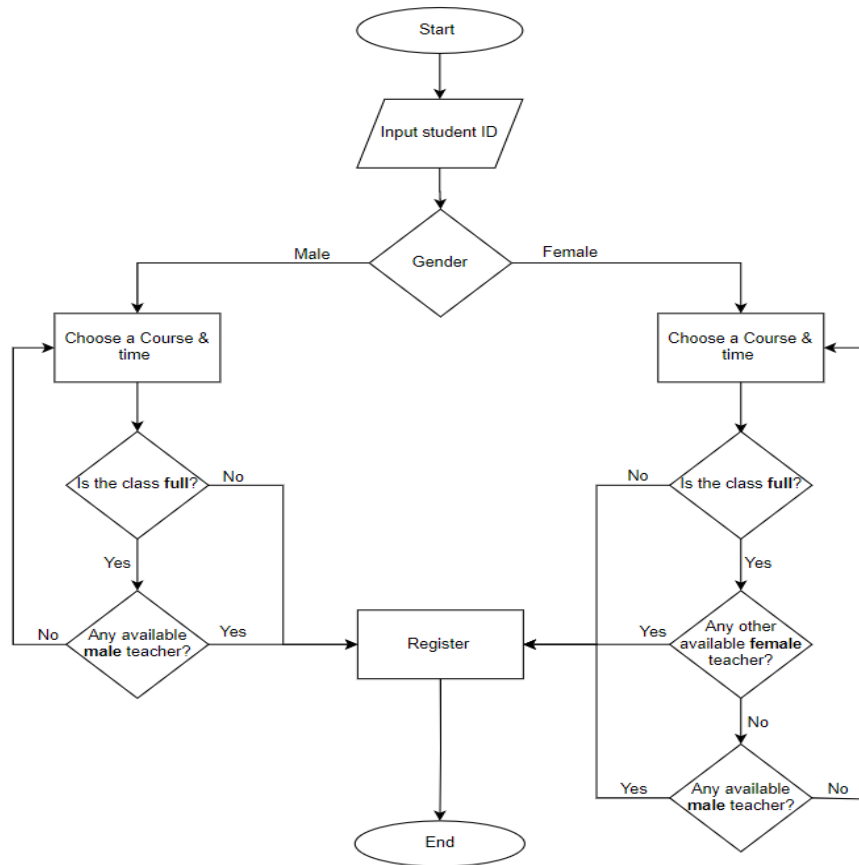 Start
Input student ID
Gender
Male
Female
Choose a Course &
time
Choose a Course &
time
Is the class full?
No
No
Is the class full?
Yes
Yes
No
Any available
male teacher?
Yes
Register
Yes
Any other
available female
teacher?
No
Yes
Any available
male teacher?
No
End